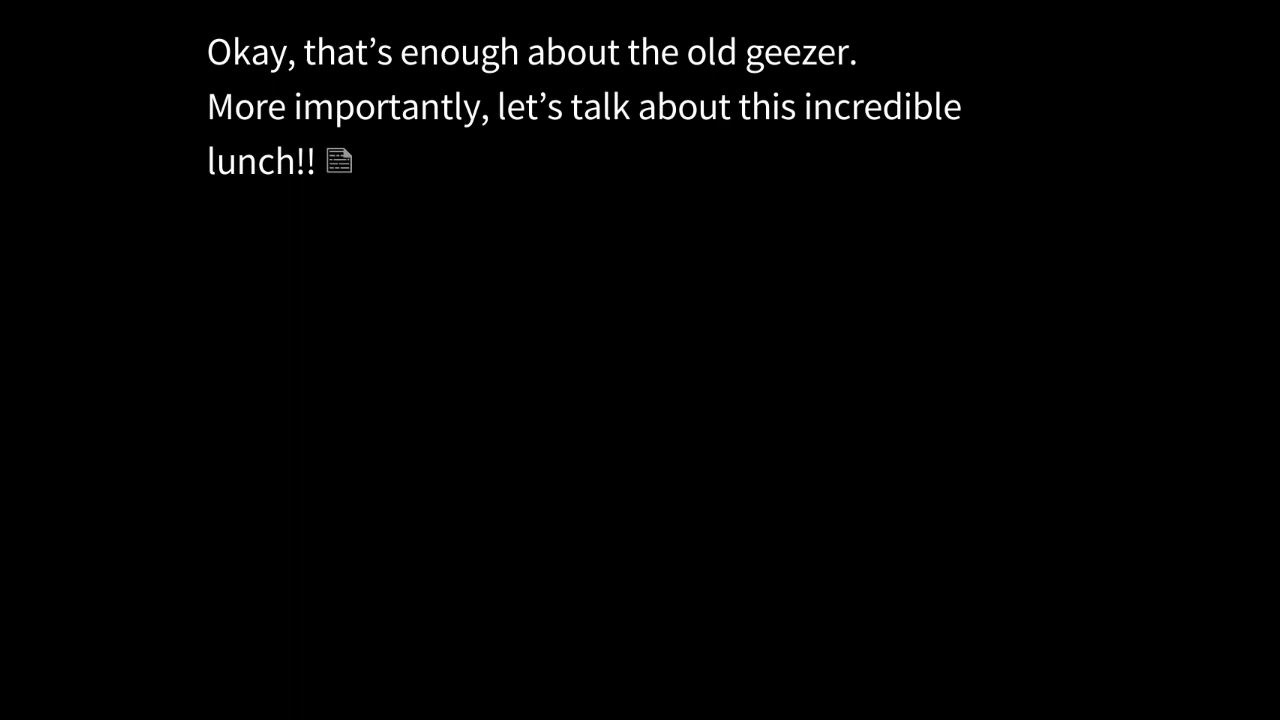 Okay, that’s enough about the old geezer.
More importantly, let’s talk about this incredible
lunch!!